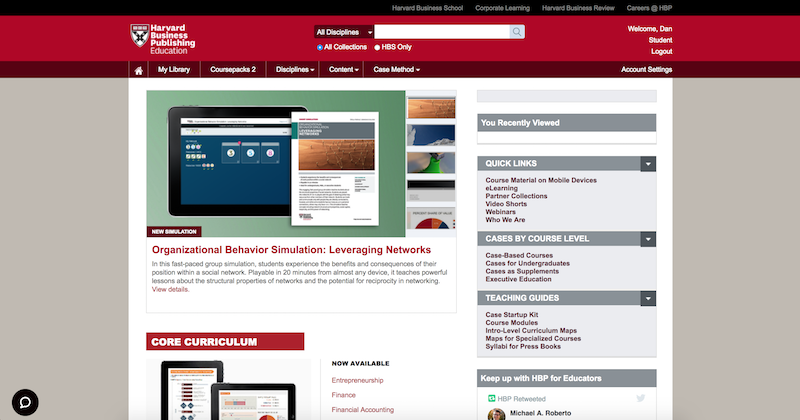 Harvard Business School Corporate Learning Harvard Business Review Careers @ HBP
Harvard
Business
Publishing
Education
All Disciplines
All Collections HBS Only
Welcome, Dan
Student
Logout
My Library Coursepacks 2 Disciplines Content Case Method Account Settings
LEVERAGING
NETWORKS
NEW SIMULATION
Organizational Behavior Simulation: Leveraging Networks
In this fast-paced group simulation, students experience the benefits and consequences of their
position within a social network. Playable in 20 minutes from almost any device, it teaches powerful
lessons about the structural properties of networks and the potential for reciprocity in networking.
View details.
CORE CURRICULUM
NOW AVAILABLE
Entrepreneurship
Finance
Financial Accounting
You Recently Viewed
QUICK LINKS
Course Material on Mobile Devices
eLearning
Partner Collections
Video Shorts
Webinars
Who We Are
CASES BY COURSE LEVEL
Case-Based Courses
Cases for Undergraduates
Cases as Supplements
Executive Education
TEACHING GUIDES
Case Startup Kit
Course Modules
Intro-Level Curriculum Maps
Maps for Specialized Courses
Syllabi for Press Books
Keep up with HBP for Educators
HBP Retweeted
Michael A. Roberto